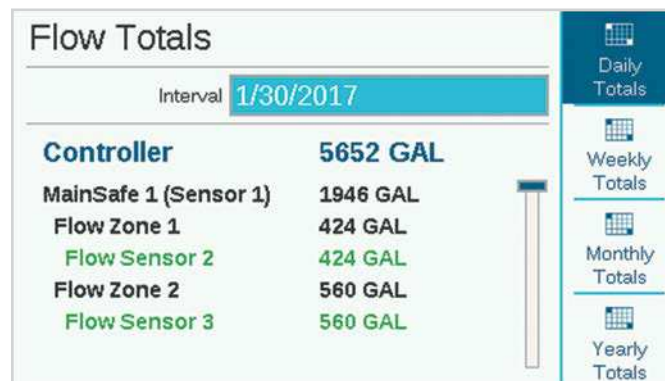 Flow Totals
Interval 1/30/2017
Controller 5652 GAL
MainSafe 1 (Sensor 1) 1946 GAL
Flow Zone 1 424 GAL
Flow Sensor 2 424 GAL
Flow Zone 2 560 GAL
Flow Sensor 3 560 GAL
Daily
Totals
Weekly
Totals
Monthly
Totals
Yearly
Totals